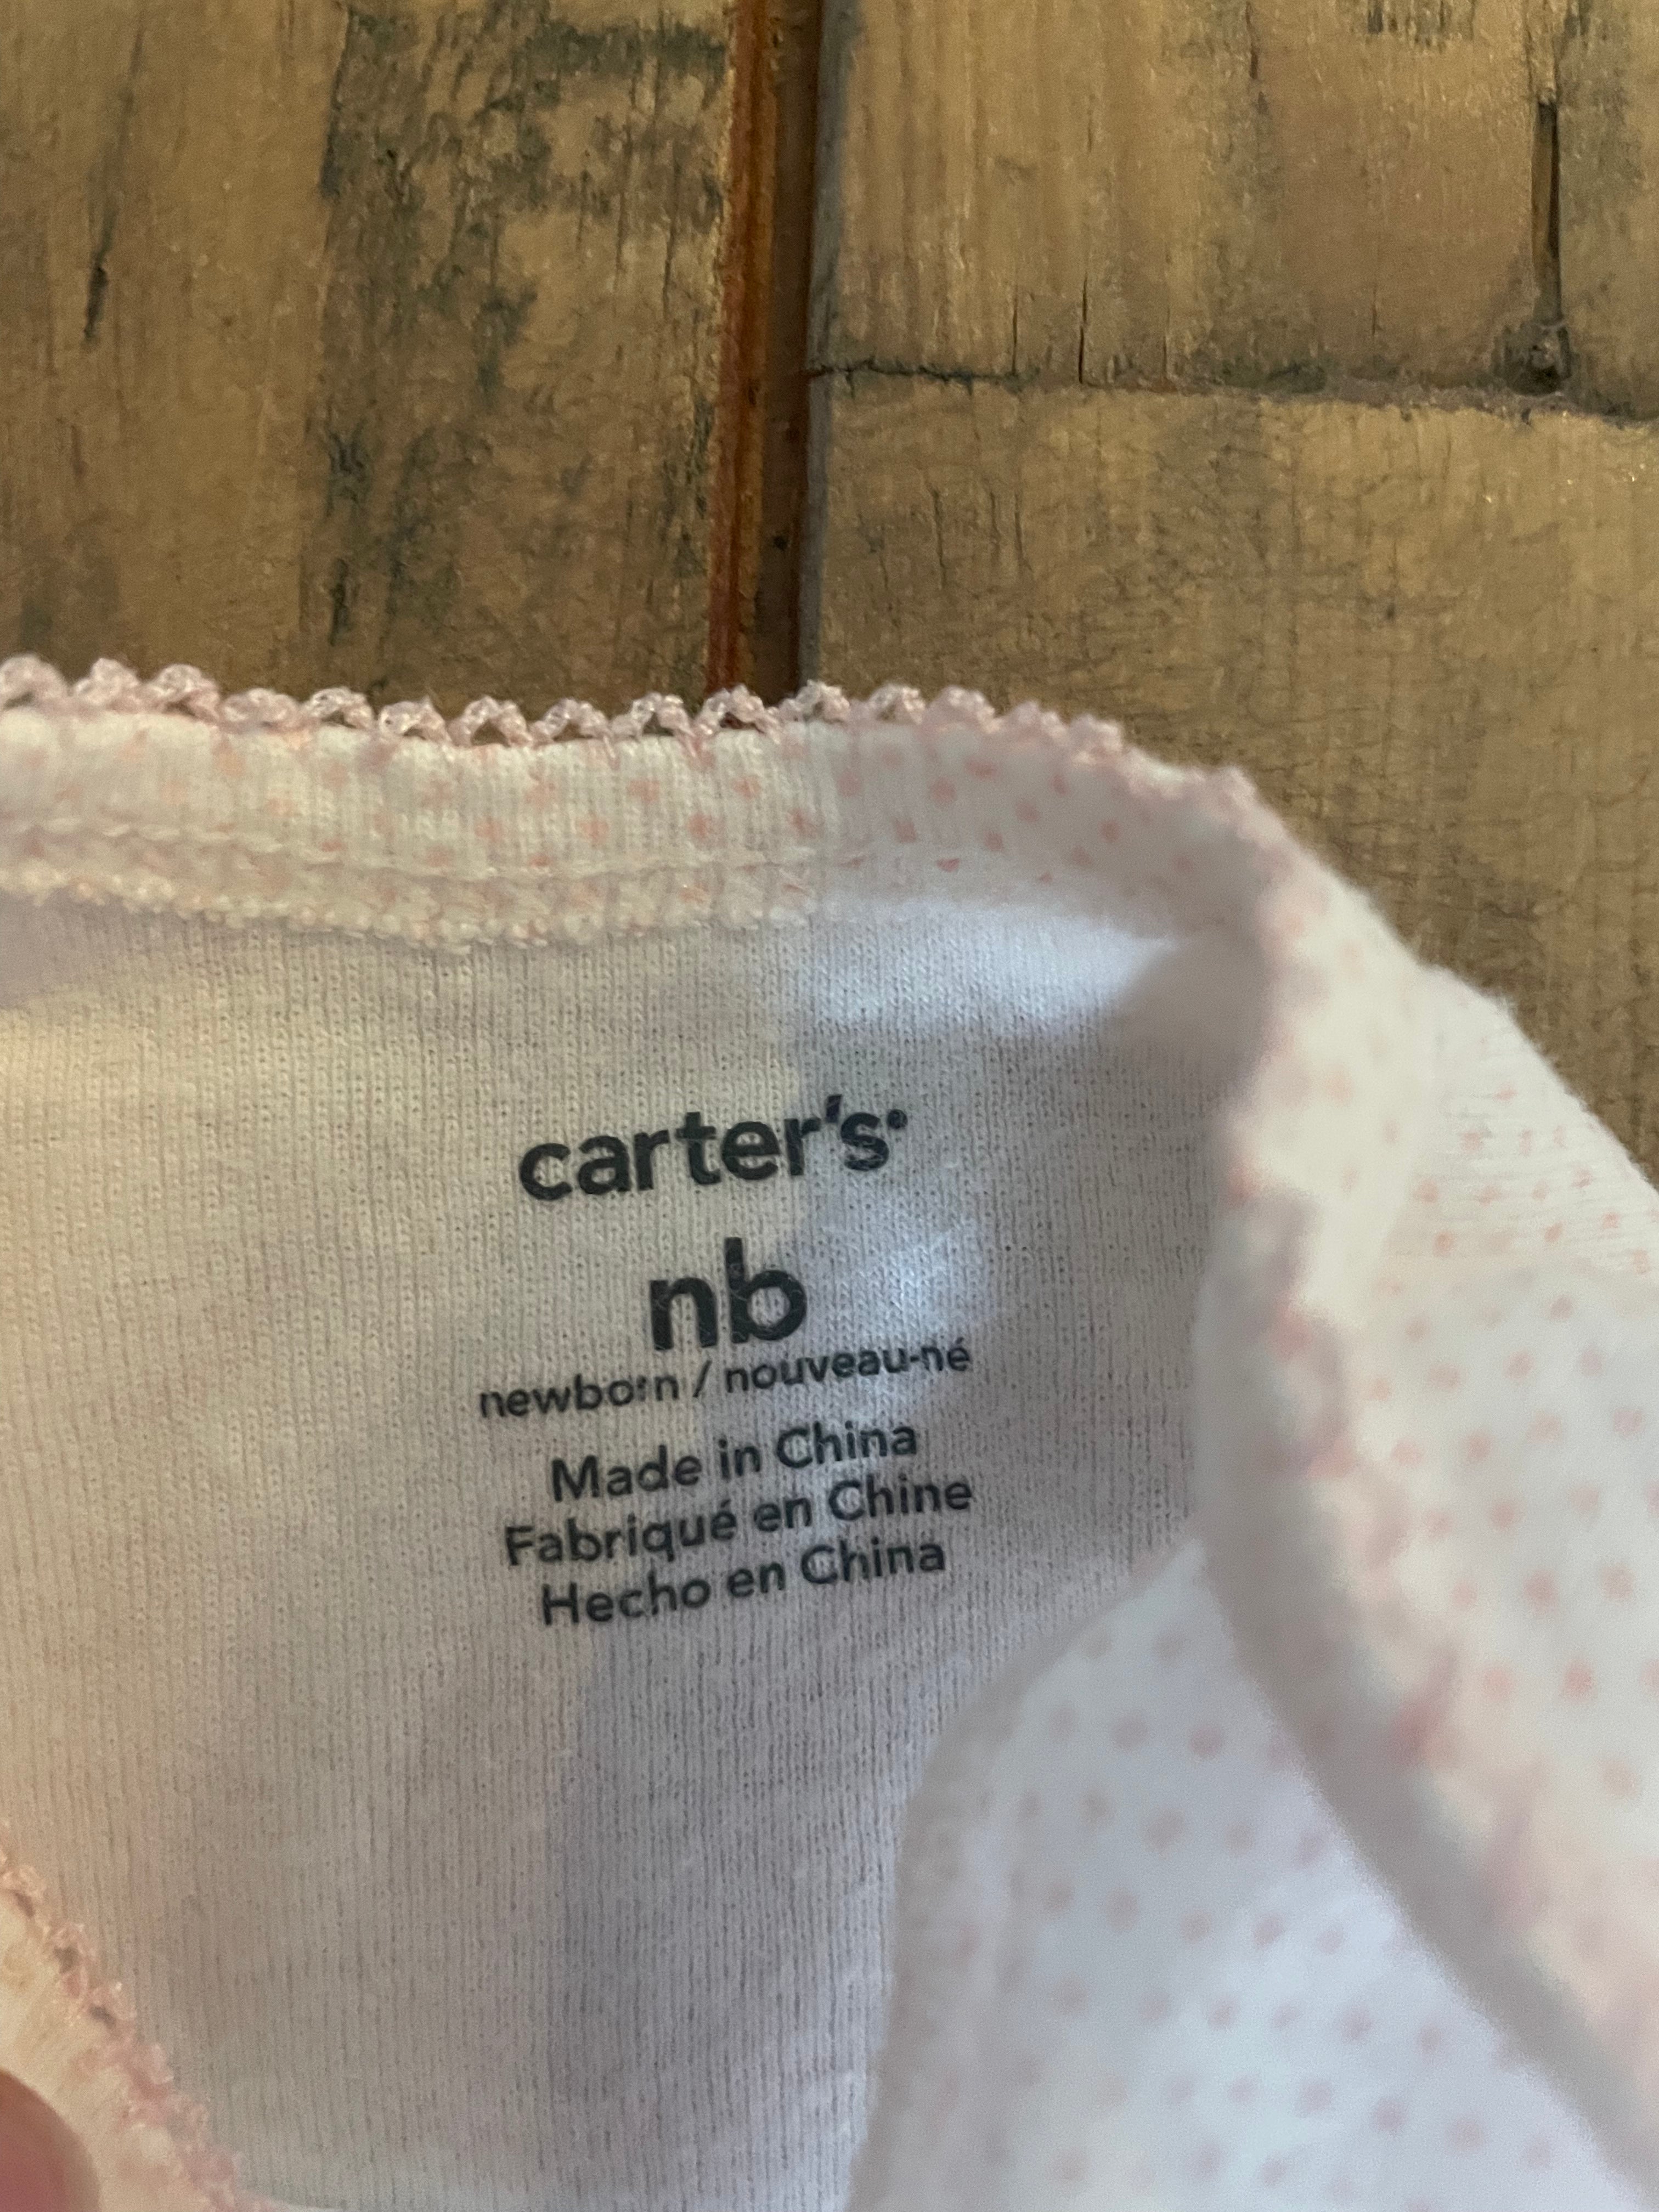 carter's
nb
newborn / nouveau-né
Made in China
Fabriqué en Chine
Hecho en China